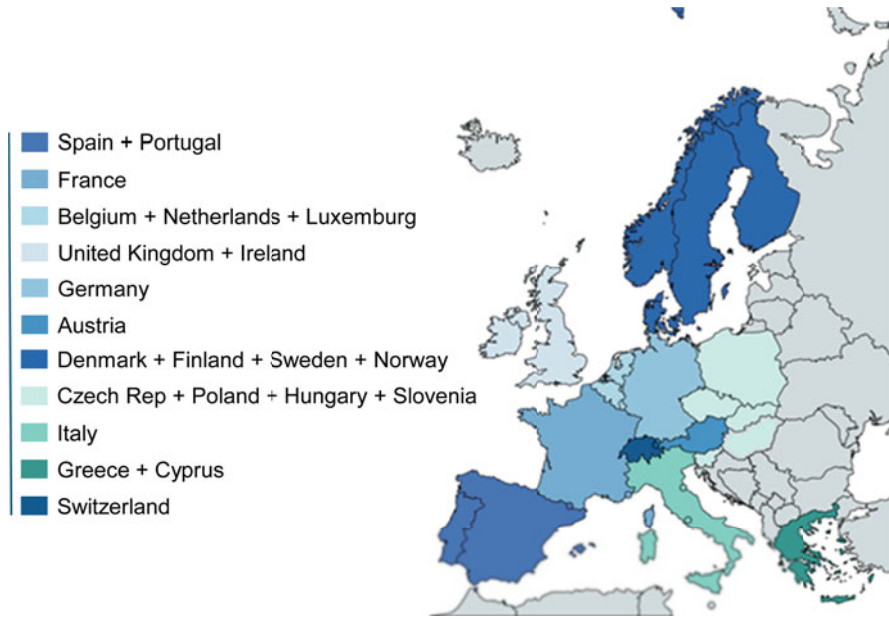 Spain + Portugal
France
Belgium + Netherlands + Luxemburg
United Kingdom + Ireland
Germany
Austria
Denmark + Finland + Sweden + Norway
Czech Rep + Poland + Hungary + Slovenia
Italy
Greece + Cyprus
Switzerland